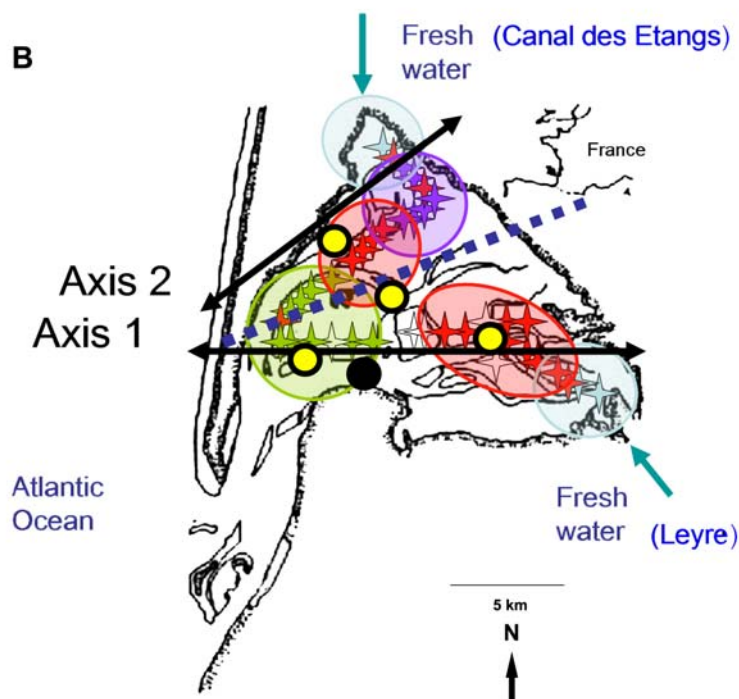 B
Fresh (Canal des Etangs)
water
France
Axis 2
Axis 1
Atlantic
Ocean
Fresh
water (Leyre)
5 km
N